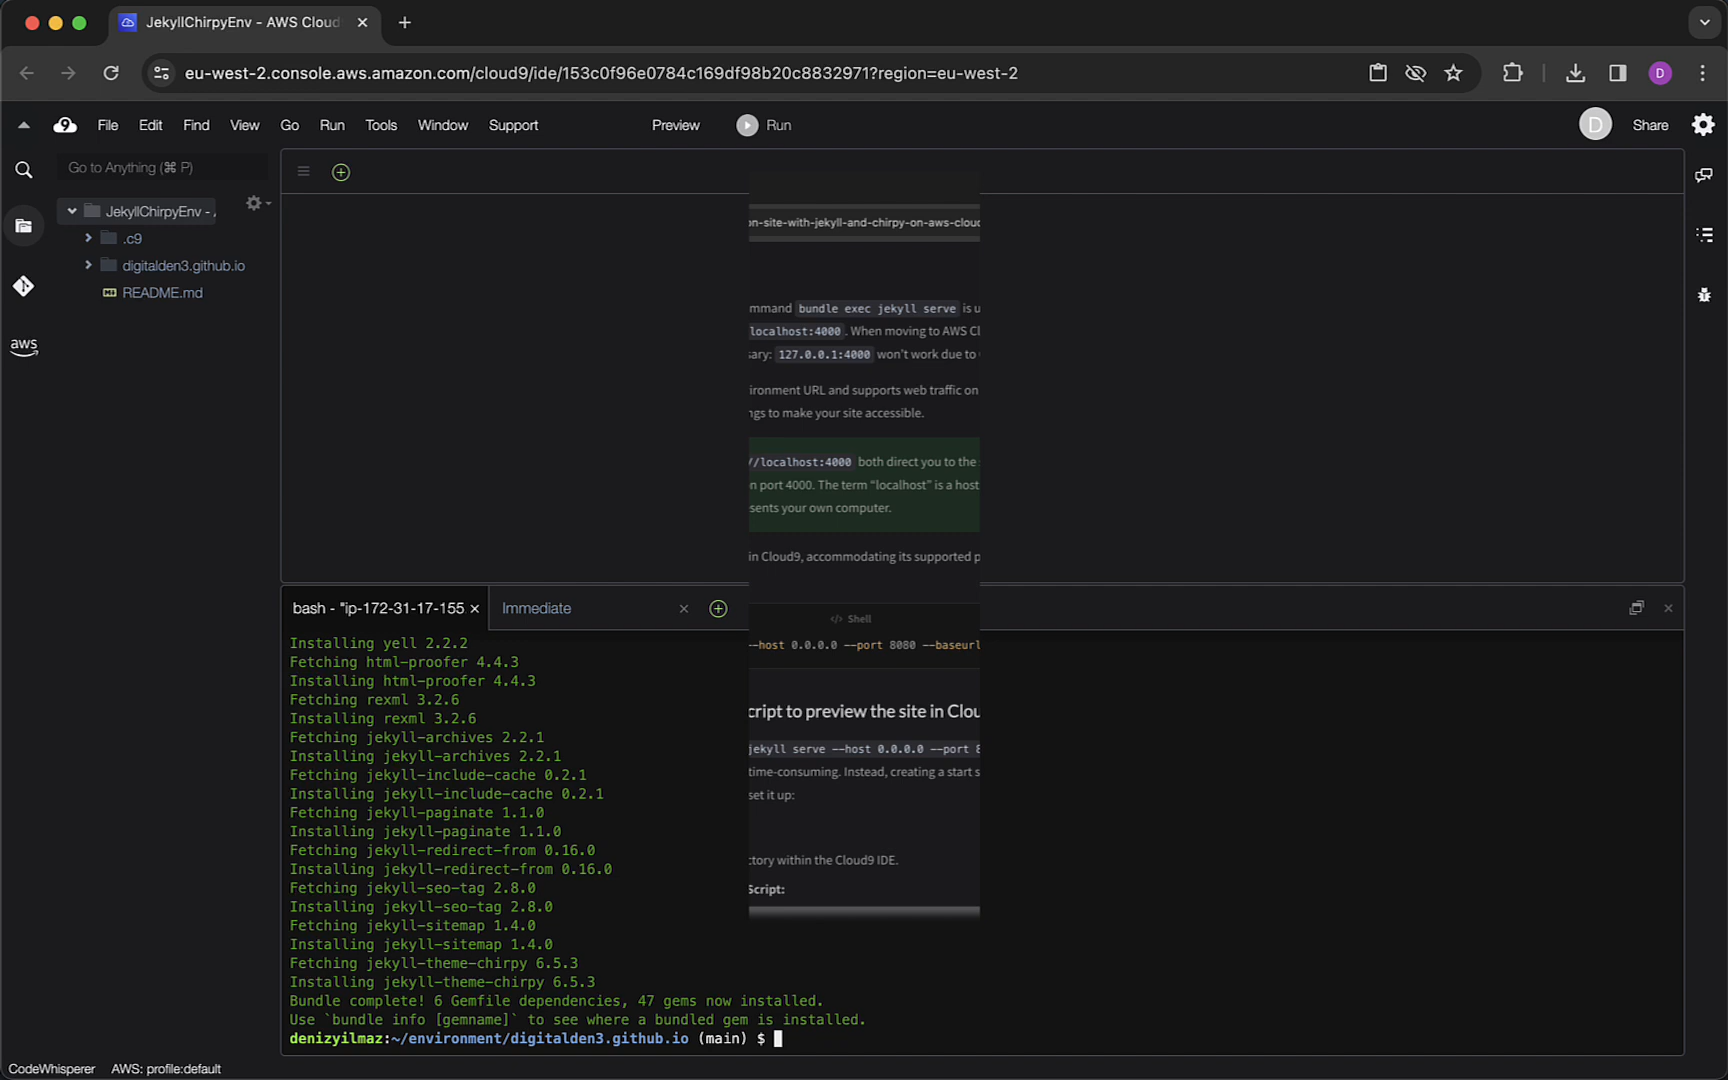 JekyllChirpyEnv - AWS Cloud
eu-west-2.console.aws.amazon.com/cloud9/ide/153c0f96e0784c169df98b20c8832971?region=eu-west-2
D
9 File Edit Find View Go Run Tools Window Support Preview Run D Share
Go to Anything (⌘ P)
JekyllChirpyEnv - 
.c9
digitalden3.github.io
README.md
aws
on-site-with-jekyll-and-chirpy-on-aws-cloud
mmand bundle exec jekyll serve is u
localhost:4000. When moving to AWS Cl
sary: 127.0.0.1:4000 won't work due to
ironment URL and supports web traffic on
ngs to make your site accessible.
//localhost:4000 both direct you to the
n port 4000. The term “localhost” is a host
sents your own computer.
in Cloud9, accommodating its supported p
</> Shell
--host 0.0.0.0 --port 8080 --baseurl
cript to preview the site in Clou
jekyll serve --host 0.0.0.0 --port 8
time-consuming. Instead, creating a start s
set it up:
ctory within the Cloud9 IDE.
Script:
bash - "ip-172-31-17-155
Immediate
Installing yell 2.2.2
Fetching html-proofer 4.4.3
Installing html-proofer 4.4.3
Fetching rexml 3.2.6
Installing rexml 3.2.6
Fetching jekyll-archives 2.2.1
Installing jekyll-archives 2.2.1
Fetching jekyll-include-cache 0.2.1
Installing jekyll-include-cache 0.2.1
Fetching jekyll-paginate 1.1.0
Installing jekyll-paginate 1.1.0
Fetching jekyll-redirect-from 0.16.0
Installing jekyll-redirect-from 0.16.0
Fetching jekyll-seo-tag 2.8.0
Installing jekyll-seo-tag 2.8.0
Fetching jekyll-sitemap 1.4.0
Installing jekyll-sitemap 1.4.0
Fetching jekyll-theme-chirpy 6.5.3
Installing jekyll-theme-chirpy 6.5.3
Bundle complete! 6 Gemfile dependencies, 47 gems now installed.
Use `bundle info [gemname]` to see where a bundled gem is installed.
denizyilmaz:~/environment/digitalden3.github.io (main) $
CodeWhisperer AWS: profile:default